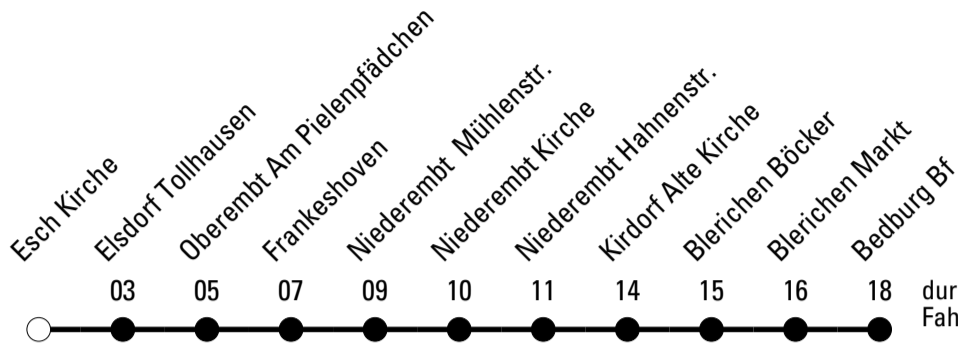 Esch Kirche
Elsdorf Tollhausen
Oberembt Am Pielenpfädchen
Frankeshoven
Niederembt Mühlenstr.
Niederembt Kirche
Niederembt Hahnenstr.
Kirdorf Alte Kirche
Blerichen Böcker
Blerichen Markt
Bedburg Bf
03 05 07 09 10 11 14 15 16 18 dur
Fah